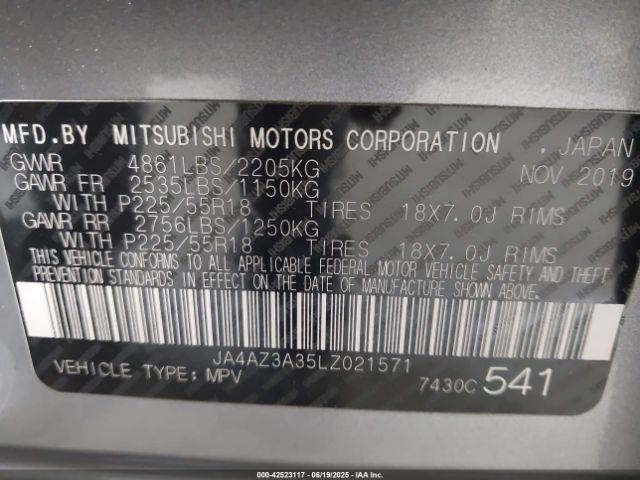 MFD.BY MITSUBISHI MOTORS CORPORATION , JAPAN
GVWR 4861LBS/2205KG NOV 2019
GAWR FR 2535LBS/1150KG
WITH P225/55R18 TIRES 18X7.0J RIMS
GAWR RR 2756LBS/1250KG
WITH P225/55R18 TIRES 18X7.0J RIMS
THIS VEHICLE CONFORMS TO ALL APPLICABLE FEDERAL MOTOR VEHICLE SAFETY AND THEFT
PREVENTION STANDARDS IN EFFECT ON THE DATE OF MANUFACTURE SHOWN ABOVE.
JA4AZ3A35LZ021571
VEHICLE TYPE: MPV 7430C 541
000-42523117 - 06/19/2025 - IAAI.com